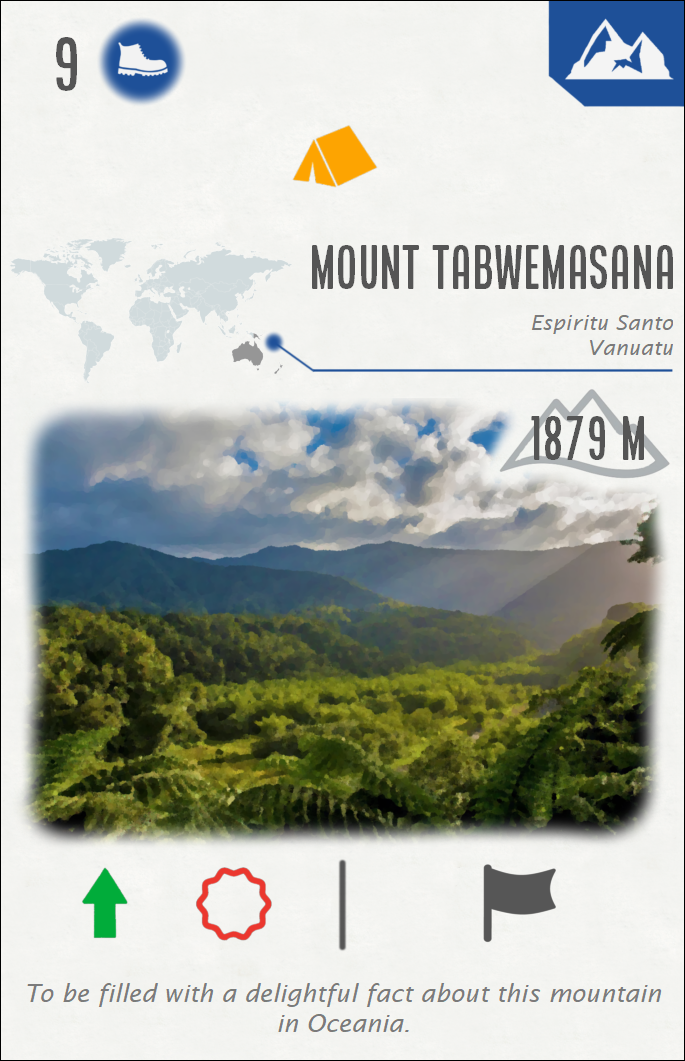 9
MOUNT TABWEMASANA
Espiritu Santo
Vanuatu
1879 M
To be filled with a delightful fact about this mountain
in Oceania.